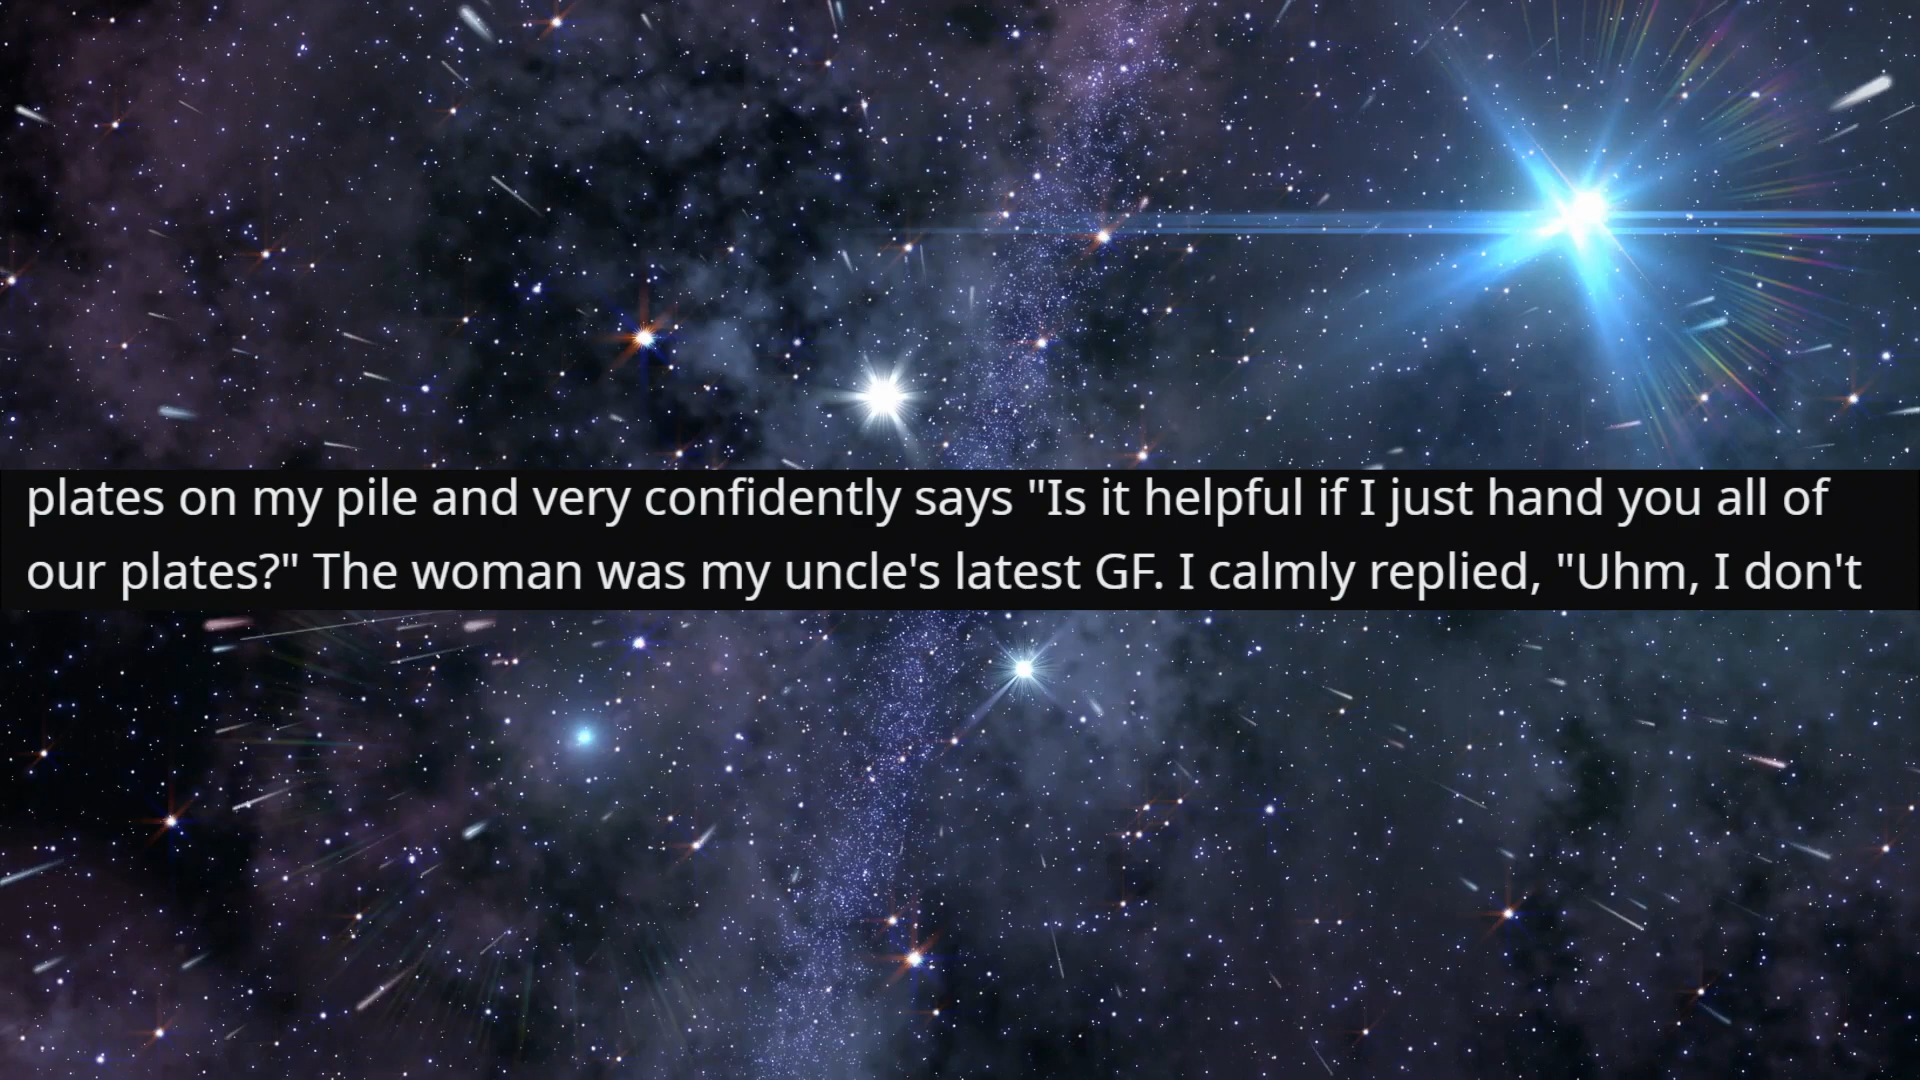 plates on my pile and very confidently says "Is it helpful if I just hand you all of
our plates?" The woman was my uncle's latest GF. I calmly replied, "Uhm, I don't